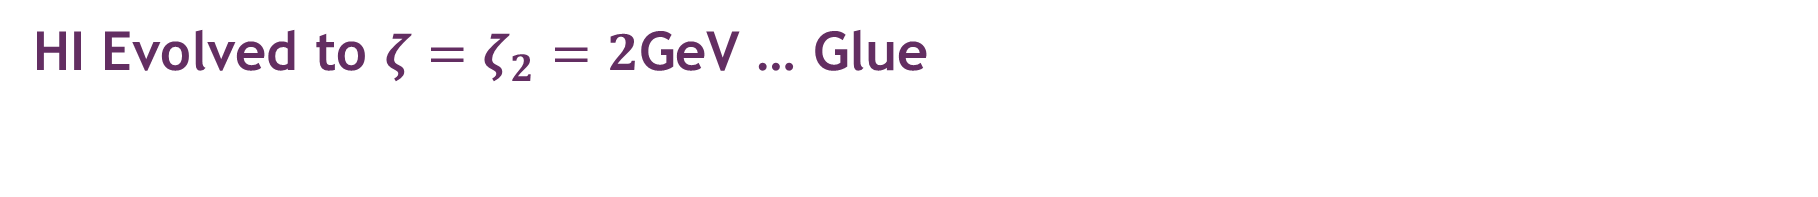 HI Evolved to ζ = ζ₂ = 2GeV … Glue